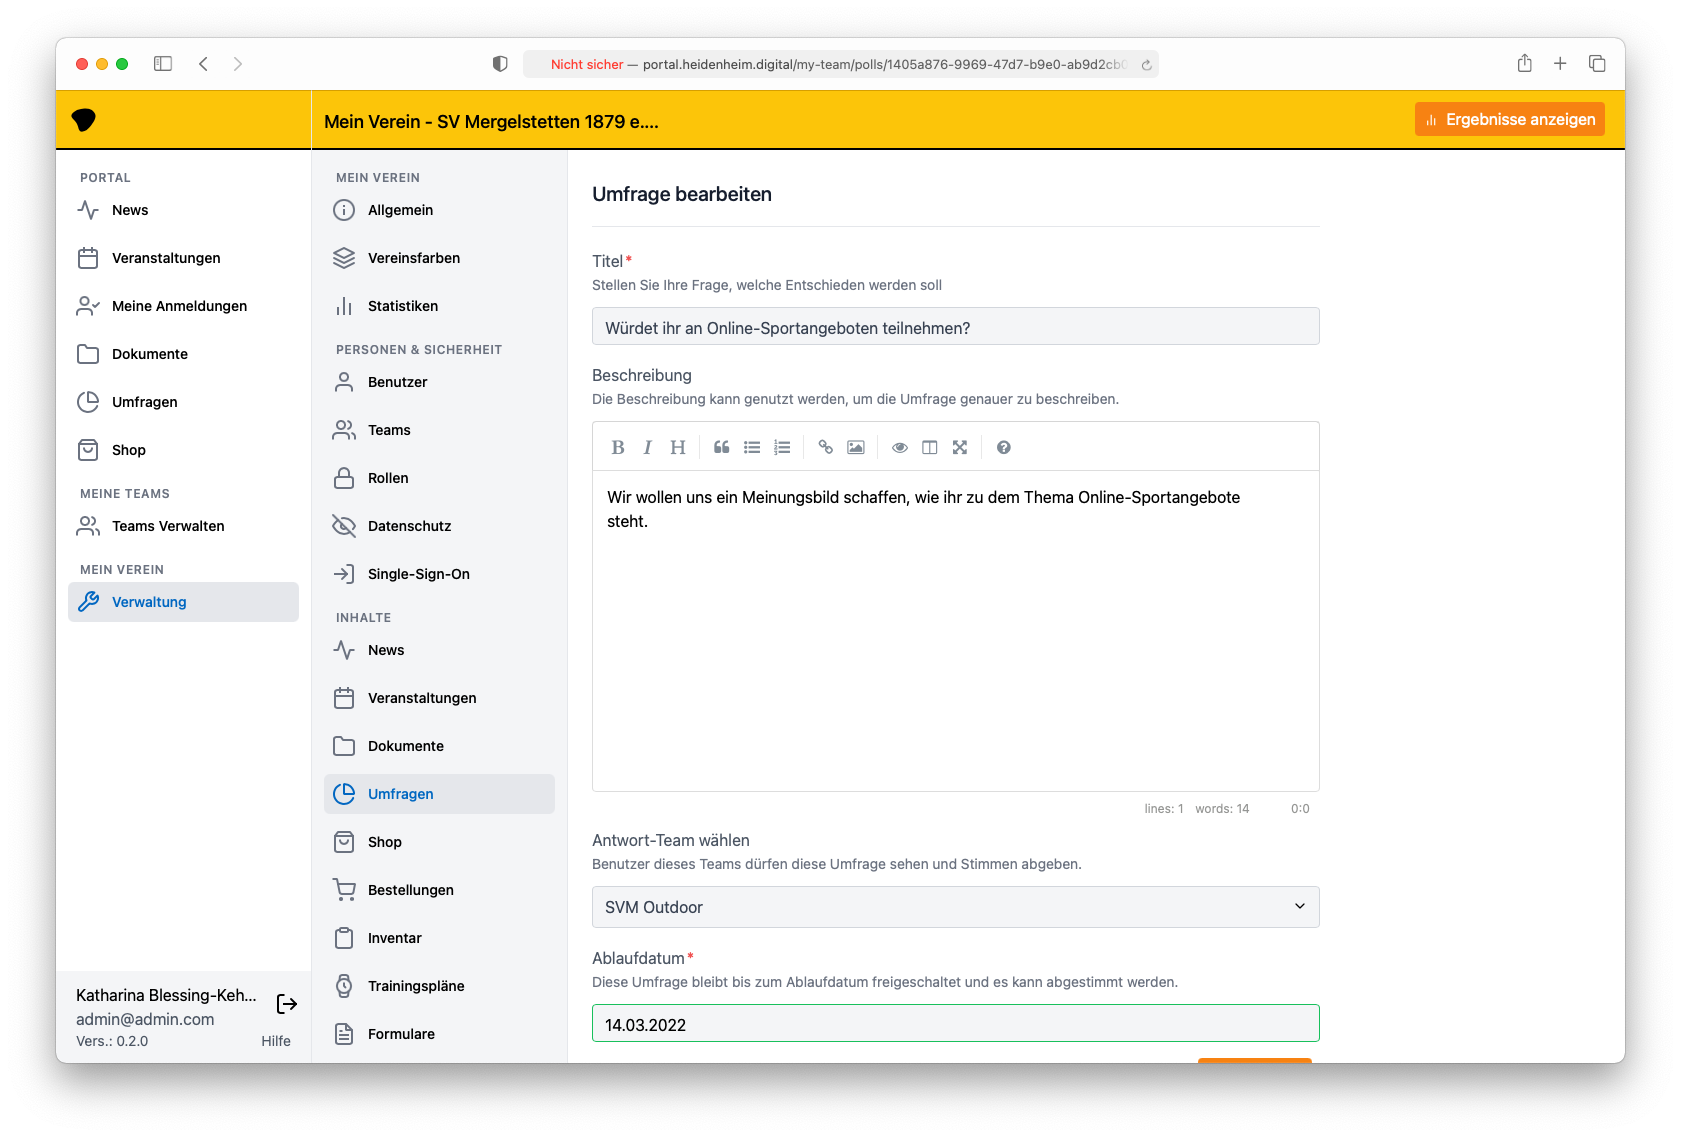 Nicht sicher — portal.heidenheim.digital/my-team/polls/1405a876-9969-47d7-b9e0-ab9d2cb0
Mein Verein - SV Mergelstetten 1879 e....
Ergebnisse anzeigen
PORTAL
News
Veranstaltungen
Meine Anmeldungen
Dokumente
Umfragen
Shop
MEINE TEAMS
Teams Verwalten
MEIN VEREIN
Verwaltung
Katharina Blessing-Keh...
admin@admin.com
Vers.: 0.2.0
Hilfe
MEIN VEREIN
Allgemein
Vereinsfarben
Statistiken
PERSONEN & SICHERHEIT
Benutzer
Teams
Rollen
Datenschutz
Single-Sign-On
INHALTE
News
Veranstaltungen
Dokumente
Umfragen
Shop
Bestellungen
Inventar
Trainingspläne
Formulare
Umfrage bearbeiten
Titel*
Stellen Sie Ihre Frage, welche Entschieden werden soll
Würdet ihr an Online-Sportangeboten teilnehmen?
Beschreibung
Die Beschreibung kann genutzt werden, um die Umfrage genauer zu beschreiben.
B I H
Wir wollen uns ein Meinungsbild schaffen, wie ihr zu dem Thema Online-Sportangebote
steht.
lines: 1 words: 14 0:0
Antwort-Team wählen
Benutzer dieses Teams dürfen diese Umfrage sehen und Stimmen abgeben.
SVM Outdoor
Ablaufdatum*
Diese Umfrage bleibt bis zum Ablaufdatum freigeschaltet und es kann abgestimmt werden.
14.03.2022